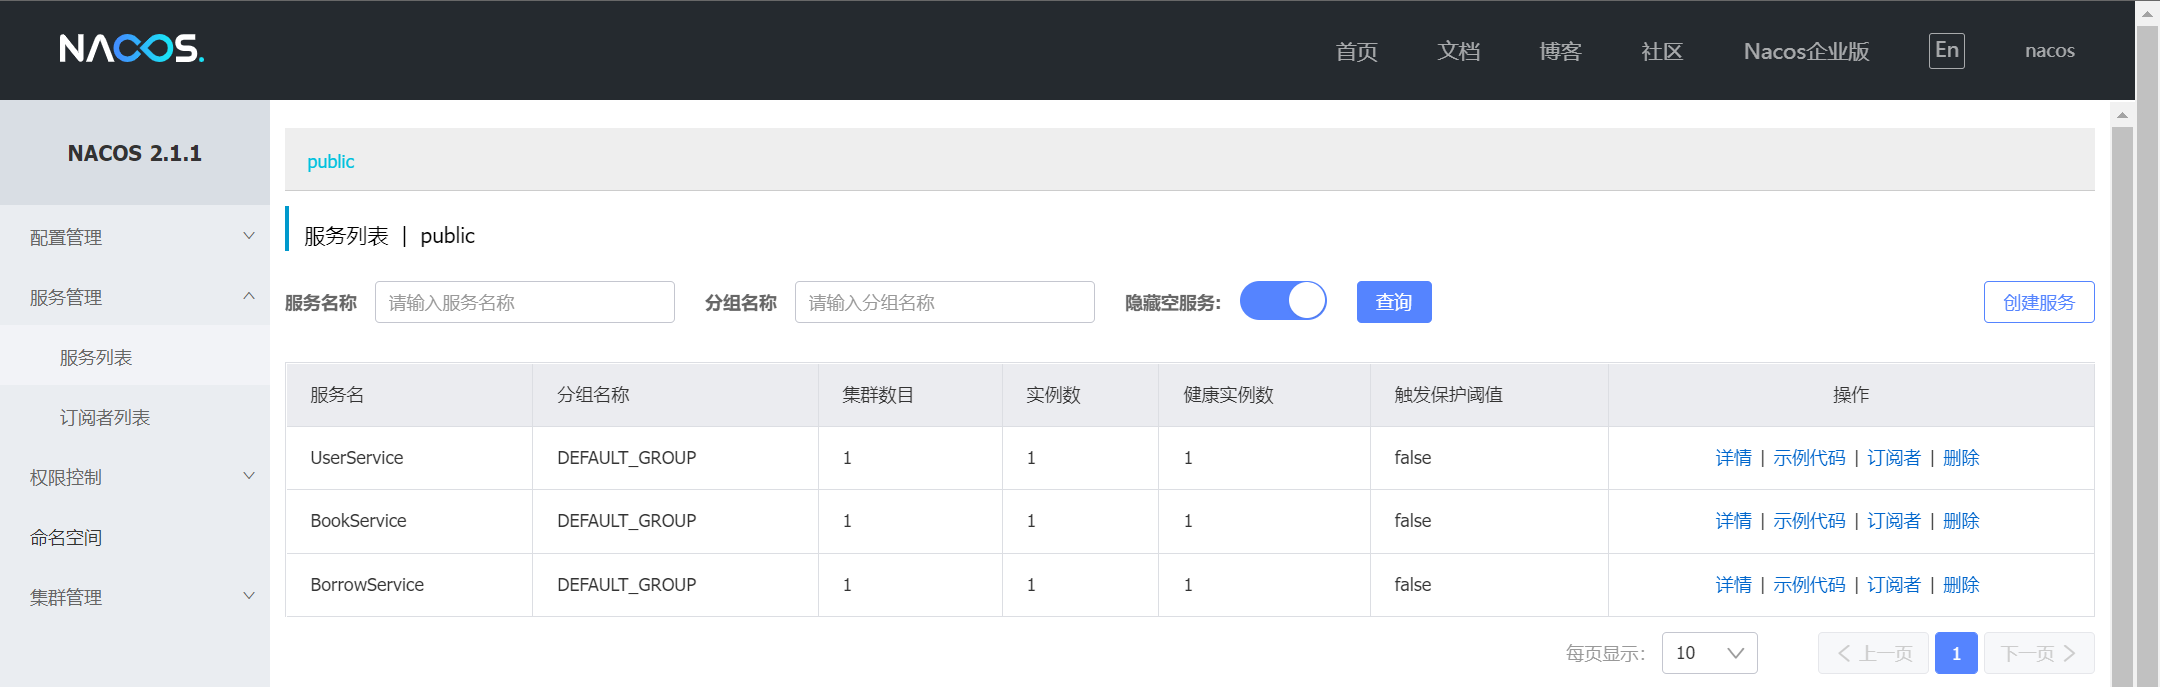 NACOS. 首页 文档 博客 社区 Nacos企业版 En nacos
NACOS 2.1.1
配置管理
服务管理
服务列表
订阅者列表
权限控制
命名空间
集群管理
public
服务列表 | public
服务名称 请输入服务名称 分组名称 请输入分组名称 隐藏空服务: 查询 创建服务
服务名 分组名称 集群数目 实例数 健康实例数 触发保护阈值 操作
UserService DEFAULT_GROUP 1 1 1 false 详情 | 示例代码 | 订阅者 | 删除
BookService DEFAULT_GROUP 1 1 1 false 详情 | 示例代码 | 订阅者 | 删除
BorrowService DEFAULT_GROUP 1 1 1 false 详情 | 示例代码 | 订阅者 | 删除
每页显示: 10 上一页 1 下一页